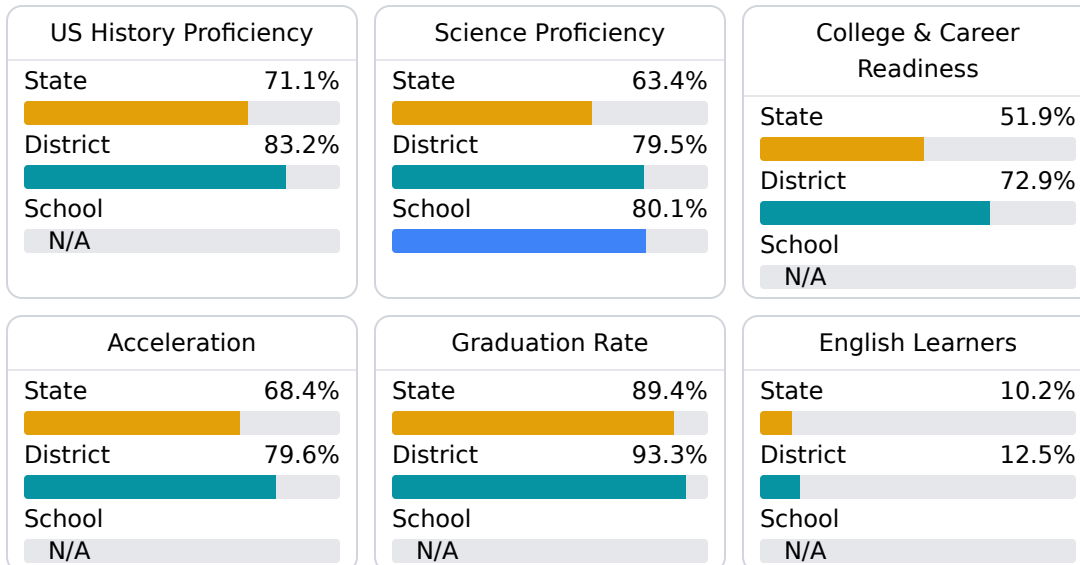 US History Proficiency
State 71.1%
District 83.2%
School
N/A
Science Proficiency
State 63.4%
District 79.5%
School 80.1%
College & Career
Readiness
State 51.9%
District 72.9%
School
N/A
Acceleration
State 68.4%
District 79.6%
School
N/A
Graduation Rate
State 89.4%
District 93.3%
School
N/A
English Learners
State 10.2%
District 12.5%
School
N/A